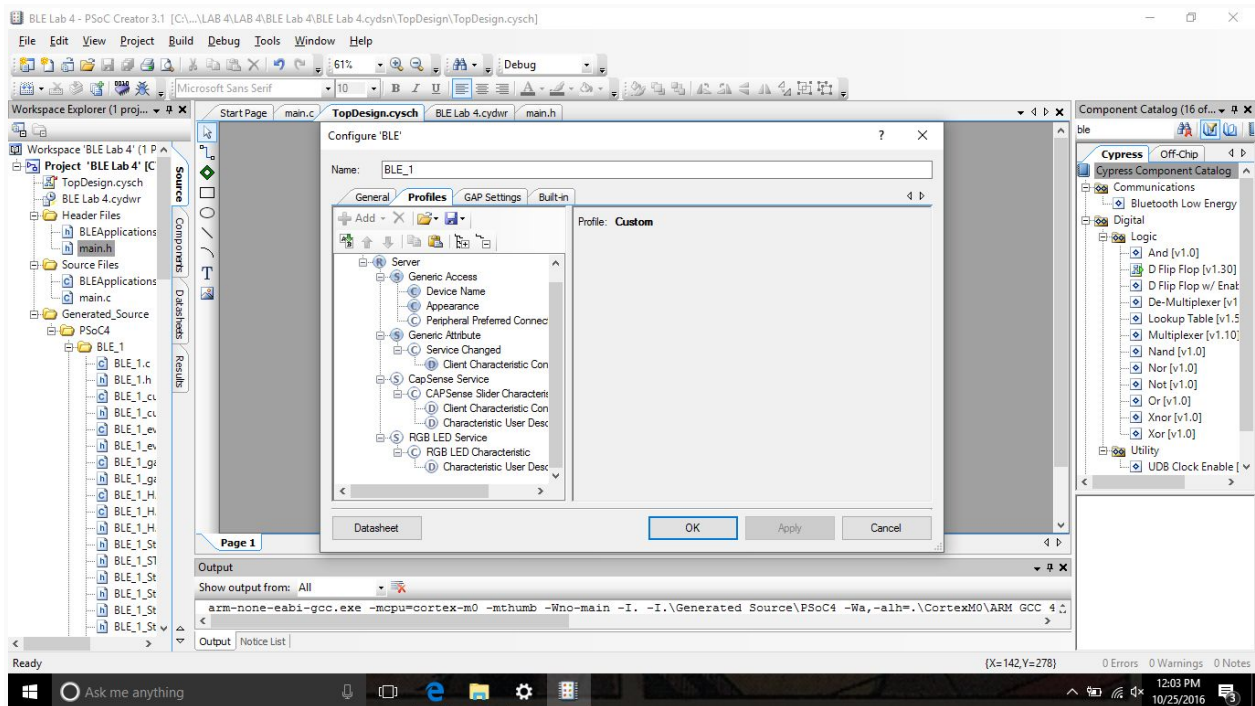 BLE Lab 4 - PSoC Creator 3.1 [C:\...\LAB 4\LAB 4\BLE Lab 4\BLE Lab 4.cydsn\TopDesign\TopDesign.cysch]
File Edit View Project Build Debug Tools Window Help
61% Debug
Microsoft Sans Serif 10 B I U
Workspace Explorer (1 proj...
Workspace 'BLE Lab 4' (1 P
Project 'BLE Lab 4' [C
TopDesign.cysch
BLE Lab 4.cydwr
Header Files
BLEApplications
main.h
Source Files
BLEApplications
main.c
Generated_Source
PSoC4
BLE_1
BLE_1.c
BLE_1.h
BLE_1_cu
BLE_1_cu
BLE_1_ev
BLE_1_ev
BLE_1_ga
BLE_1_ga
BLE_1_H.
BLE_1_H.
BLE_1_H.
BLE_1_St
BLE_1_ST
BLE_1_St
BLE_1_St
BLE_1_St
BLE_1_St
Source
Components
Datasheets
Results
Start Page main.c TopDesign.cysch BLE Lab 4.cydwr main.h
Configure 'BLE' ?
Name: BLE_1
General Profiles GAP Settings Built-in
Add
Profile: Custom
Server
Generic Access
Device Name
Appearance
Peripheral Preferred Connec
Generic Attribute
Service Changed
Client Characteristic Con
CapSense Service
CAPSense Slider Characteris
Client Characteristic Con
Characteristic User Desc
RGB LED Service
RGB LED Characteristic
Characteristic User Desc
Datasheet OK Apply Cancel
Page 1
Output
Show output from: All
arm-none-eabi-gcc.exe -mcpu=cortex-m0 -mthumb -Wno-main -I. -I.\Generated_Source\PSoC4 -Wa,-alh=.\CortexM0\ARM_GCC_4
Output Notice List
Component Catalog (16 of...
ble
Cypress Off-Chip
Cypress Component Catalog
Communications
Bluetooth Low Energy
Digital
Logic
And [v1.0]
D Flip Flop [v1.30]
D Flip Flop w/ Enab
De-Multiplexer [v1
Lookup Table [v1.5
Multiplexer [v1.10]
Nand [v1.0]
Nor [v1.0]
Not [v1.0]
Or [v1.0]
Xnor [v1.0]
Xor [v1.0]
Utility
UDB Clock Enable [
Ready {X=142,Y=278} 0 Errors 0 Warnings 0 Notes
Ask me anything
12:03 PM
10/25/2016
3